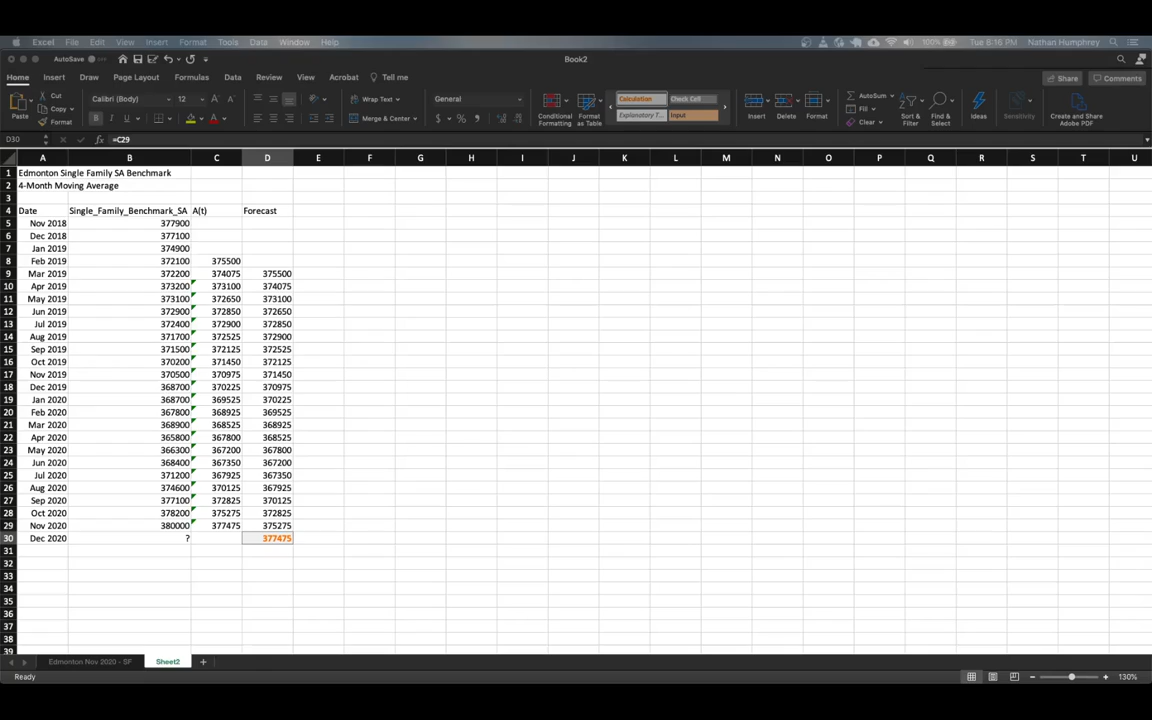 Excel File Edit View Insert Format Tools Data Window Help 100% Tue 8:16 PM Nathan Humphrey
AutoSave OFF Book2
Home Insert Draw Page Layout Formulas Data Review View Acrobat Tell me Share Comments
Paste Cut Copy Format Calibri (Body) 12 B I U Wrap Text Merge & Center General $ % Conditional Formatting Format as Table Calculation Check Cell Explanatory T... Input Insert Delete Format AutoSum Fill Clear Sort & Filter Find & Select Ideas Sensitivity Create and Share Adobe PDF
D30 fx =C29
A B C D E F G H I J K L M N O P Q R S T U
1 Edmonton Single Family SA Benchmark
2 4-Month Moving Average
3
4 Date Single_Family_Benchmark_SA A(t) Forecast
5 Nov 2018 377900
6 Dec 2018 377100
7 Jan 2019 374900
8 Feb 2019 372100 375500
9 Mar 2019 372200 374075 375500
10 Apr 2019 373200 373100 374075
11 May 2019 373100 372650 373100
12 Jun 2019 372900 372850 372650
13 Jul 2019 372400 372900 372850
14 Aug 2019 371700 372525 372900
15 Sep 2019 371500 372125 372525
16 Oct 2019 370200 371450 372125
17 Nov 2019 370500 370975 371450
18 Dec 2019 368700 370225 370975
19 Jan 2020 368700 369525 370225
20 Feb 2020 367800 368925 369525
21 Mar 2020 368900 368525 368925
22 Apr 2020 365800 367800 368525
23 May 2020 366300 367200 367800
24 Jun 2020 368400 367350 367200
25 Jul 2020 371200 367925 367350
26 Aug 2020 374600 370125 367925
27 Sep 2020 377100 372825 370125
28 Oct 2020 378200 375275 372825
29 Nov 2020 380000 377475 375275
30 Dec 2020 ? 377475
31
32
33
34
35
36
37
38
39
Edmonton Nov 2020 - SF Sheet2 +
Ready 130%